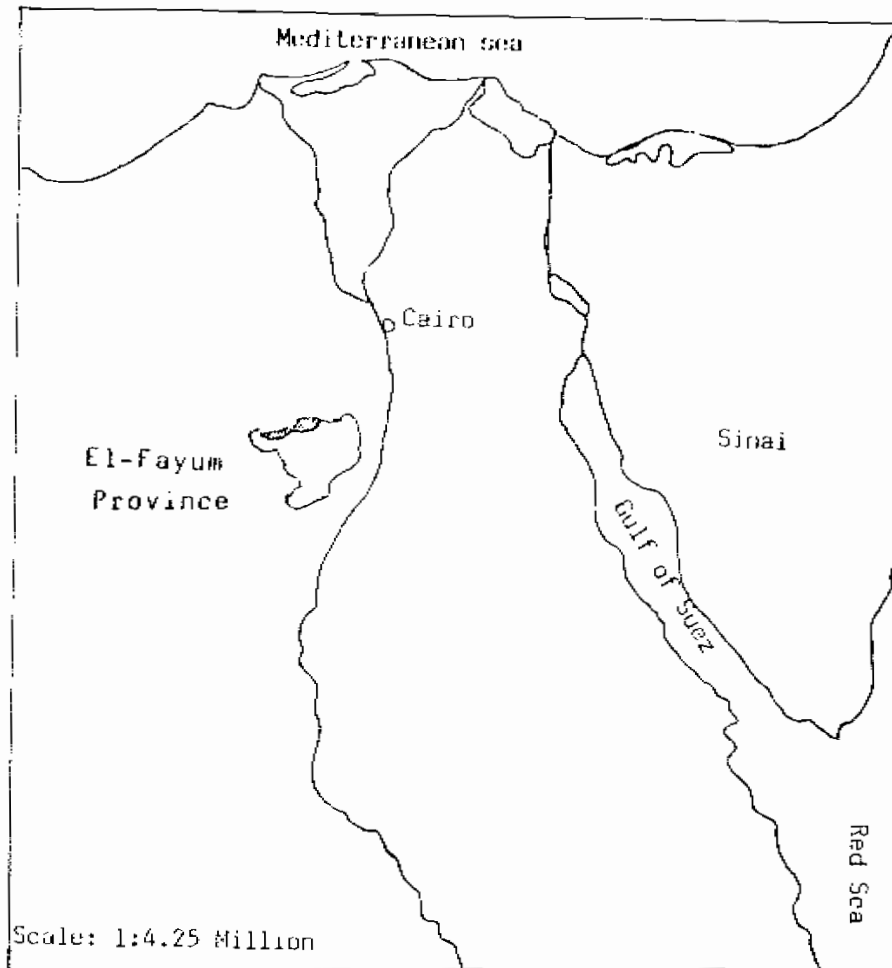 Mediterranean sea
Cairo
Sinai
El-Fayum
Province
Gulf of Suez
Red Sea
Scale: 1:4.25 Million